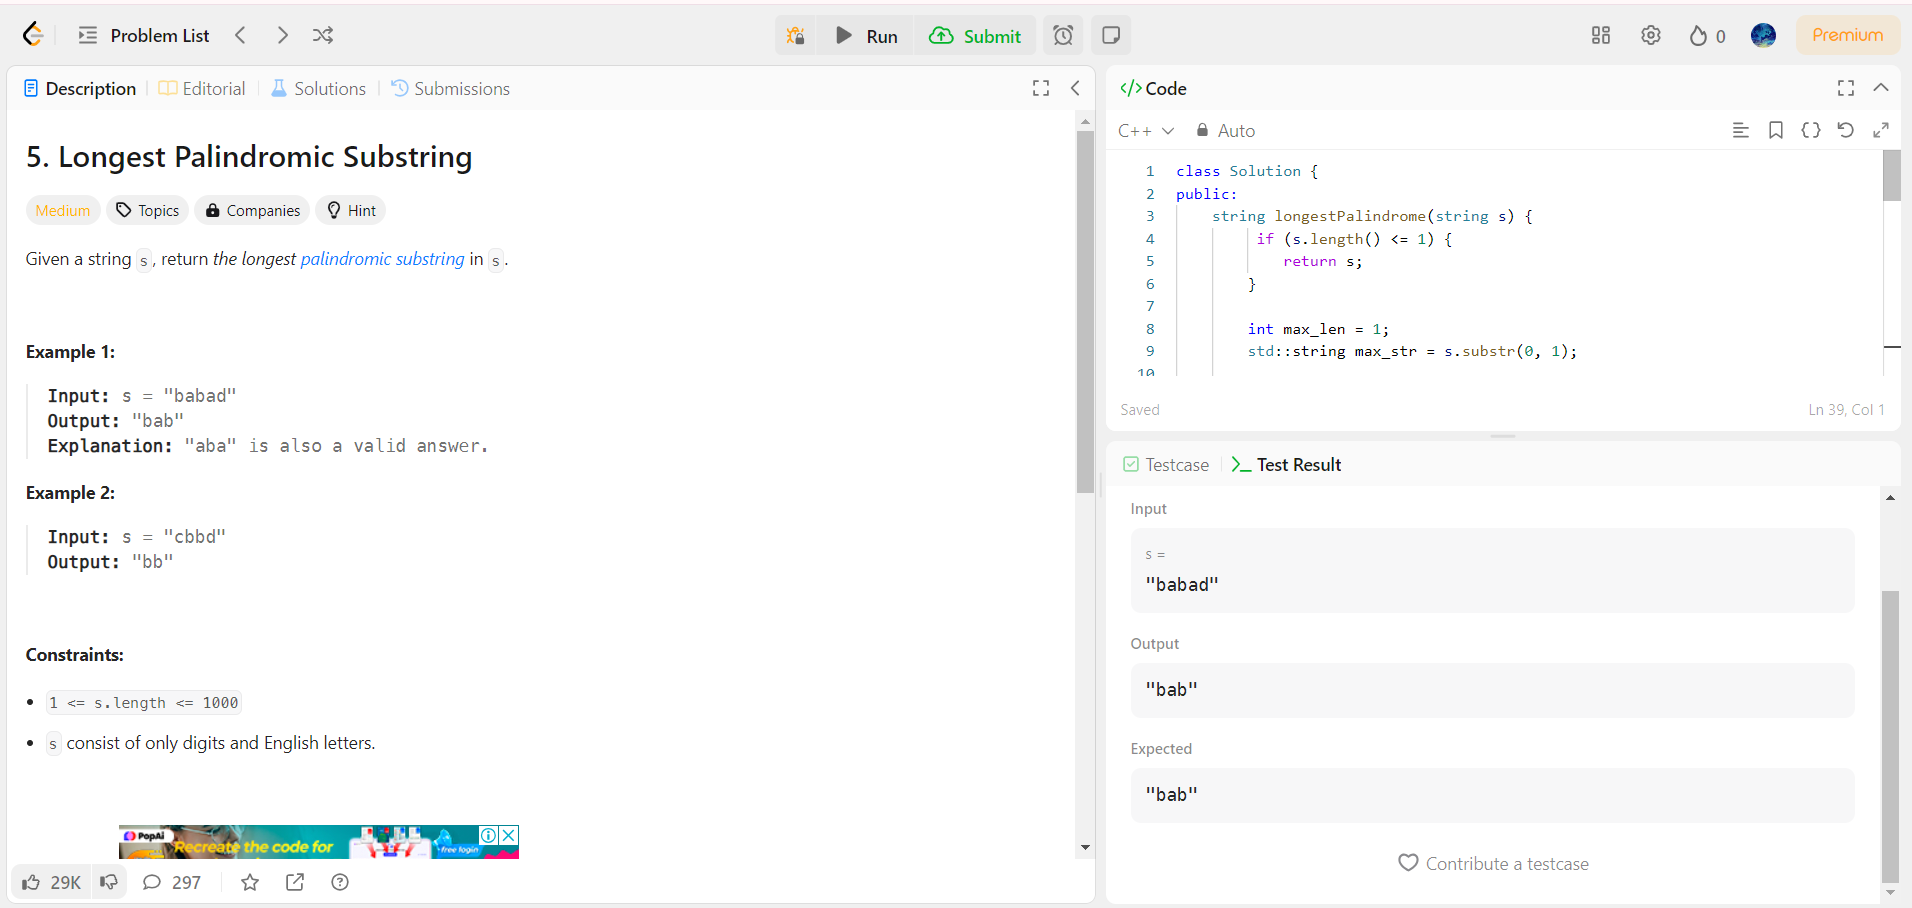 Problem List
Run
Submit
0
Premium
Description
Editorial
Solutions
Submissions
5. Longest Palindromic Substring
Medium
Topics
Companies
Hint
Given a string s, return the longest palindromic substring in s.
Example 1:
Input: s = "babad"
Output: "bab"
Explanation: "aba" is also a valid answer.
Example 2:
Input: s = "cbbd"
Output: "bb"
Constraints:
• 1 <= s.length <= 1000
• s consist of only digits and English letters.
PopAi
Recreate the code for
free login
29K
297
</>Code
C++
Auto
1 class Solution {
2 public:
3 string longestPalindrome(string s) {
4 if (s.length() <= 1) {
5 return s;
6 }
7
8 int max_len = 1;
9 std::string max_str = s.substr(0, 1);
10
Saved
Ln 39, Col 1
Testcase
Test Result
Input
s =
"babad"
Output
"bab"
Expected
"bab"
Contribute a testcase